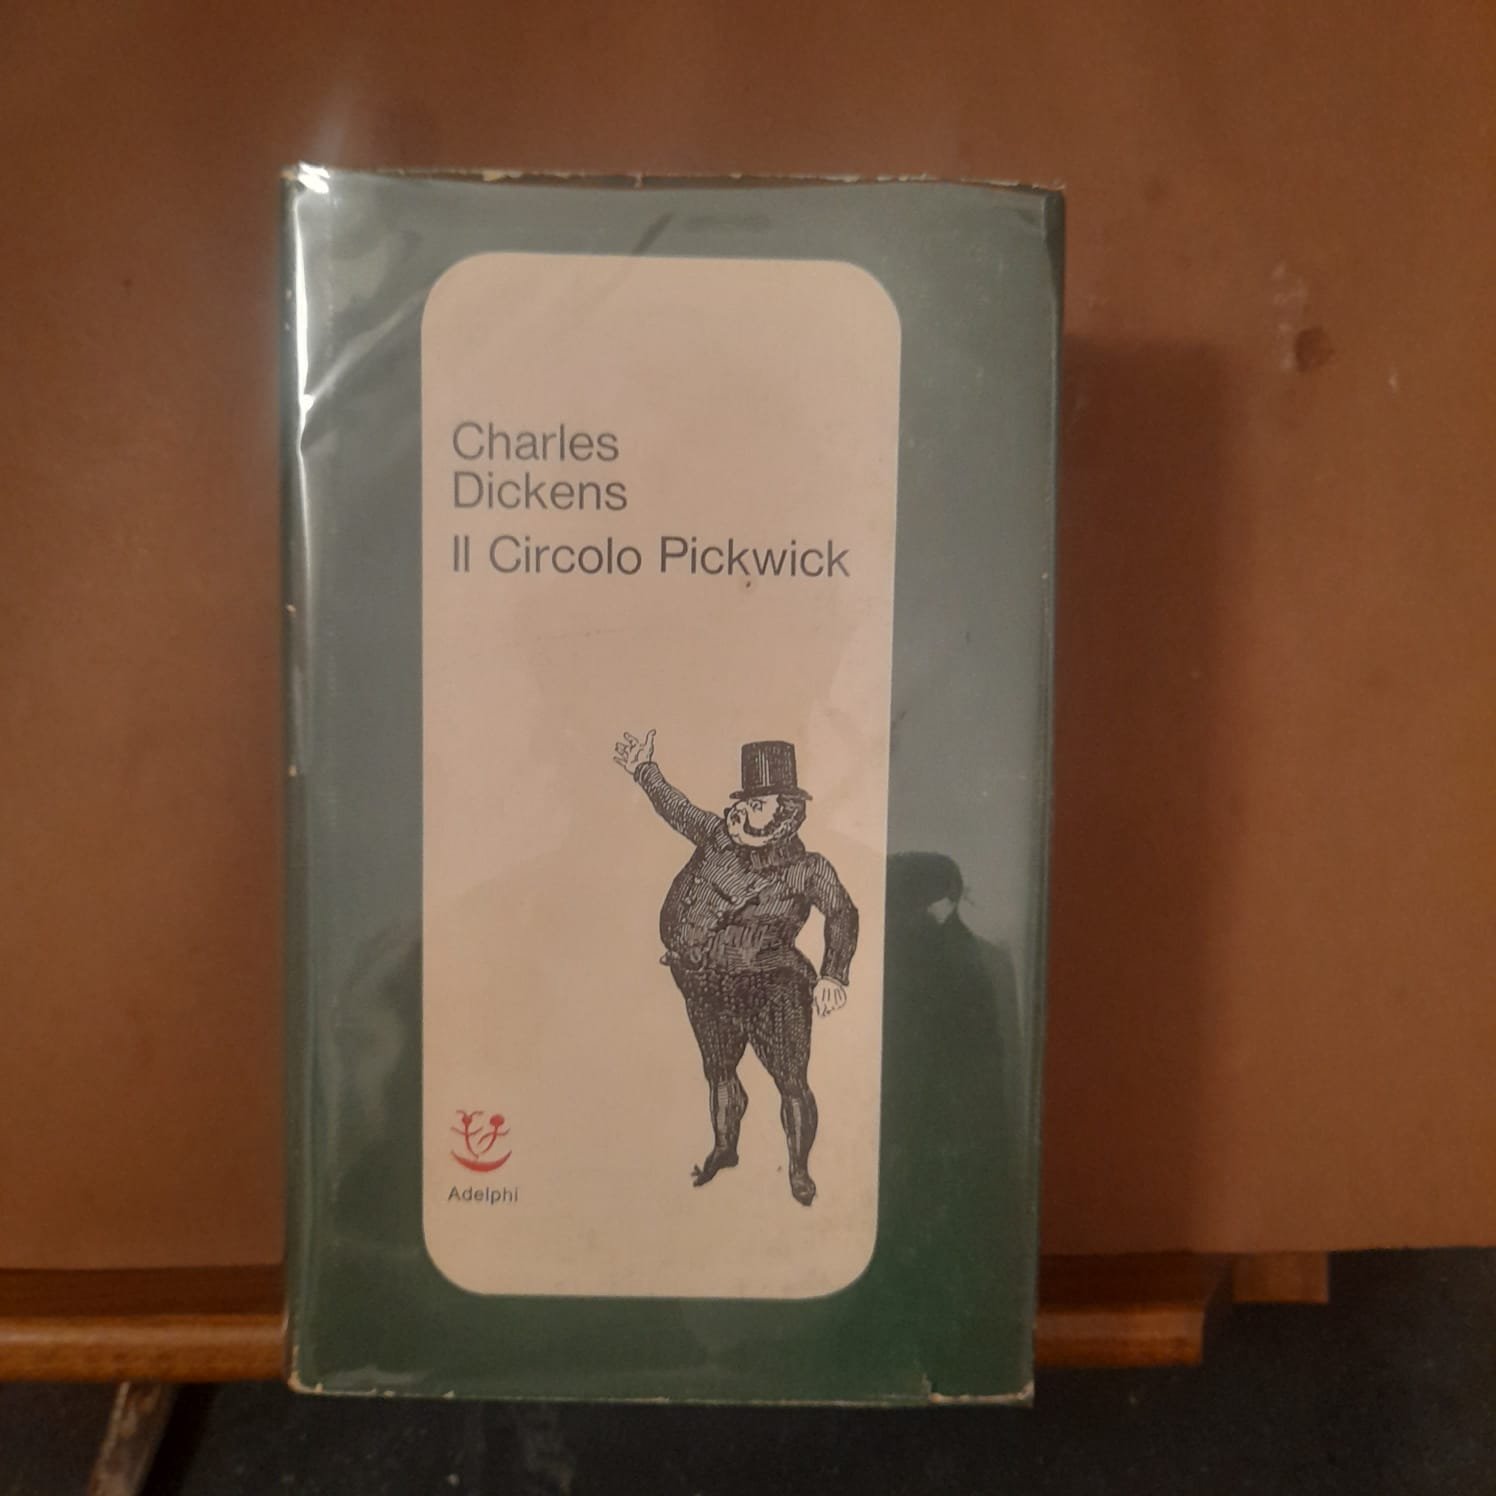 Charles
Dickens
Il Circolo Pickwick
Adelphi